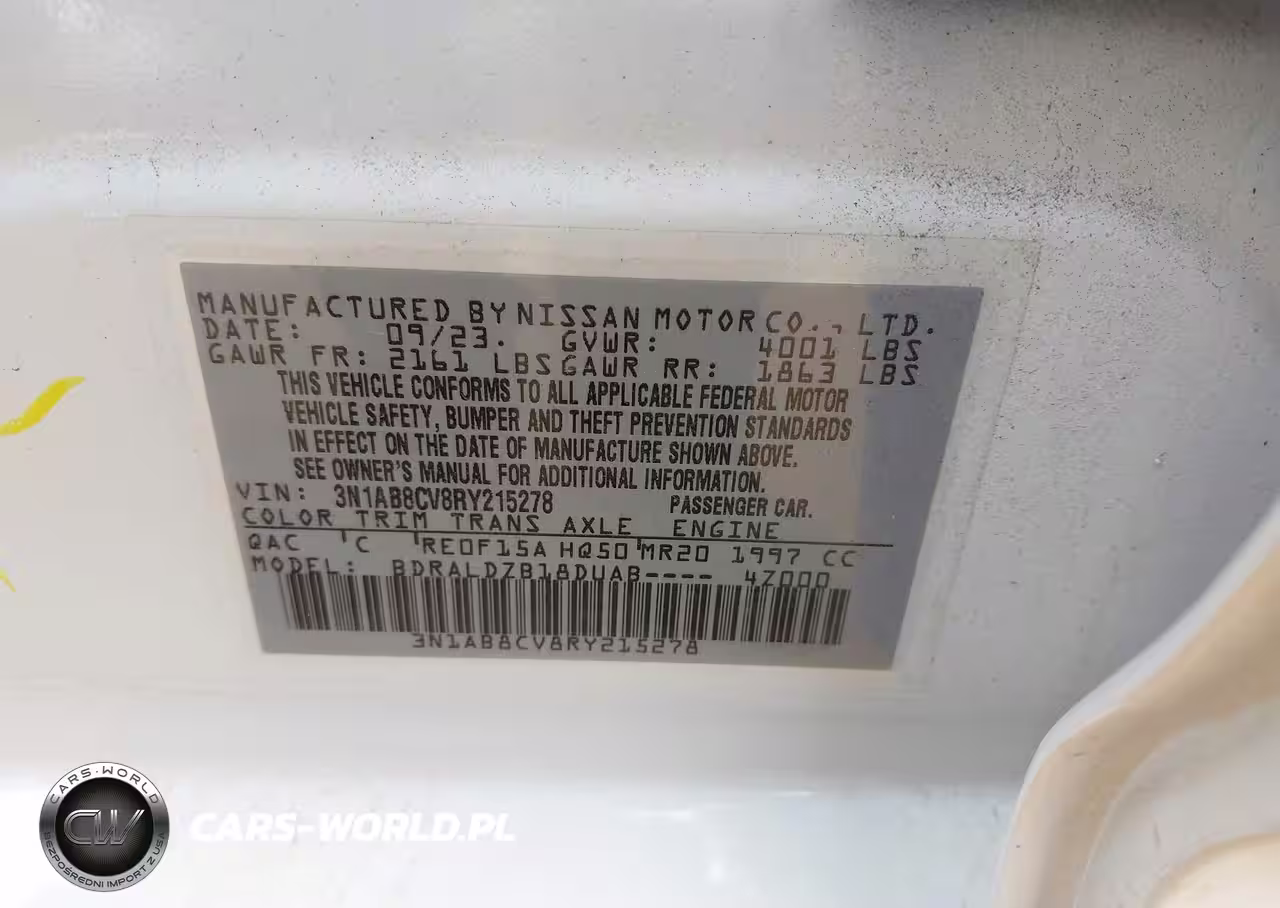 MANUFACTURED BY NISSAN MOTOR CO., LTD.
DATE: 09/23. GVWR: 4001 LBS
GAWR FR: 2161 LBS GAWR RR: 1863 LBS
THIS VEHICLE CONFORMS TO ALL APPLICABLE FEDERAL MOTOR
VEHICLE SAFETY, BUMPER AND THEFT PREVENTION STANDARDS
IN EFFECT ON THE DATE OF MANUFACTURE SHOWN ABOVE.
SEE OWNER'S MANUAL FOR ADDITIONAL INFORMATION.
VIN: 3N1AB8CV8RY215278 PASSENGER CAR.
COLOR TRIM TRANS AXLE ENGINE
QAC 'C 'RE0F15A HQ50'MR20 1997 CC
MODEL: BDRALDZB18DUAB---- 4Z000
3N1AB8CV8RY215278
CARS-WORLD
CW
BEZPOŚREDNI IMPORT Z USA
CARS-WORLD.PL